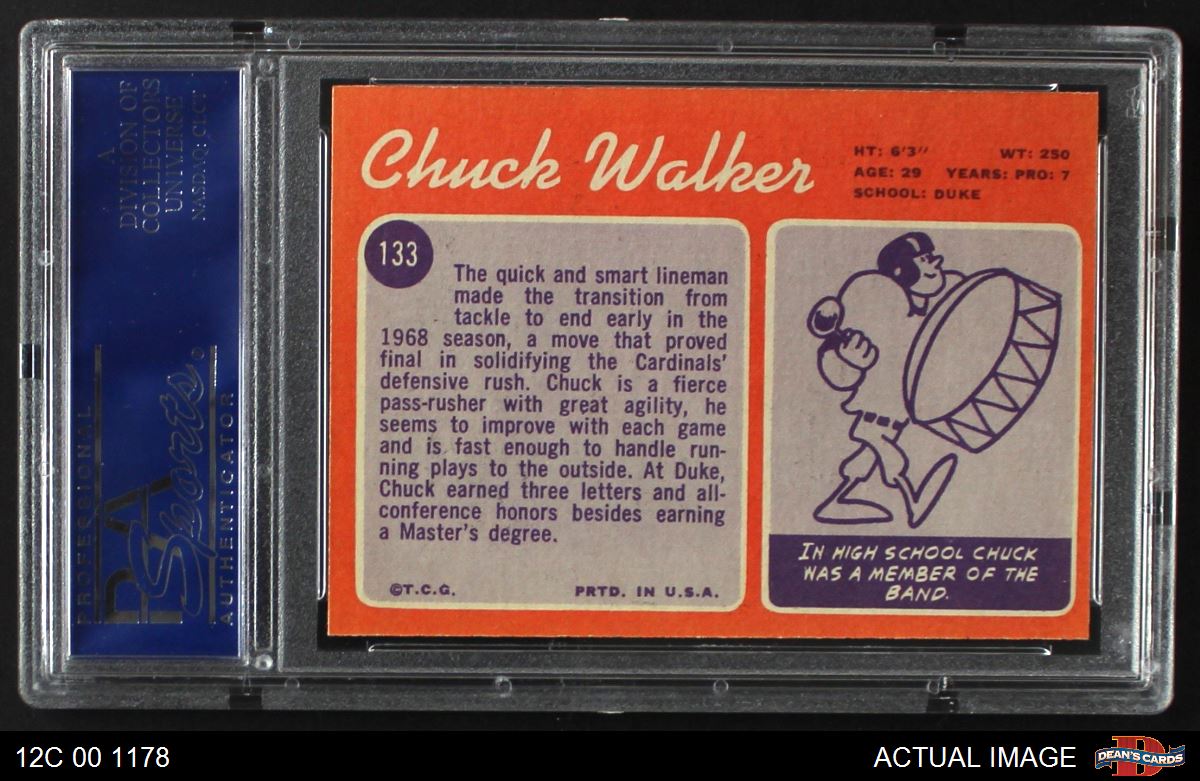 A
DIVISION OF
COLLECTORS
UNIVERSE
NASDAQ: CLCT
PROFESSIONAL
PSA
Sports
AUTHENTICATOR
Chuck Walker
HT: 6'3" WT: 250
AGE: 29 YEARS: PRO: 7
SCHOOL: DUKE
133
The quick and smart lineman
made the transition from
tackle to end early in the
1968 season, a move that proved
final in solidifying the Cardinals'
defensive rush. Chuck is a fierce
pass-rusher with great agility, he
seems to improve with each game
and is fast enough to handle run-
ning plays to the outside. At Duke,
Chuck earned three letters and all-
conference honors besides earning
a Master's degree.
©T.C.G. PRTD. IN U.S.A.
IN HIGH SCHOOL CHUCK
WAS A MEMBER OF THE
BAND.
12C 00 1178
ACTUAL IMAGE
D
DEAN'S CARDS